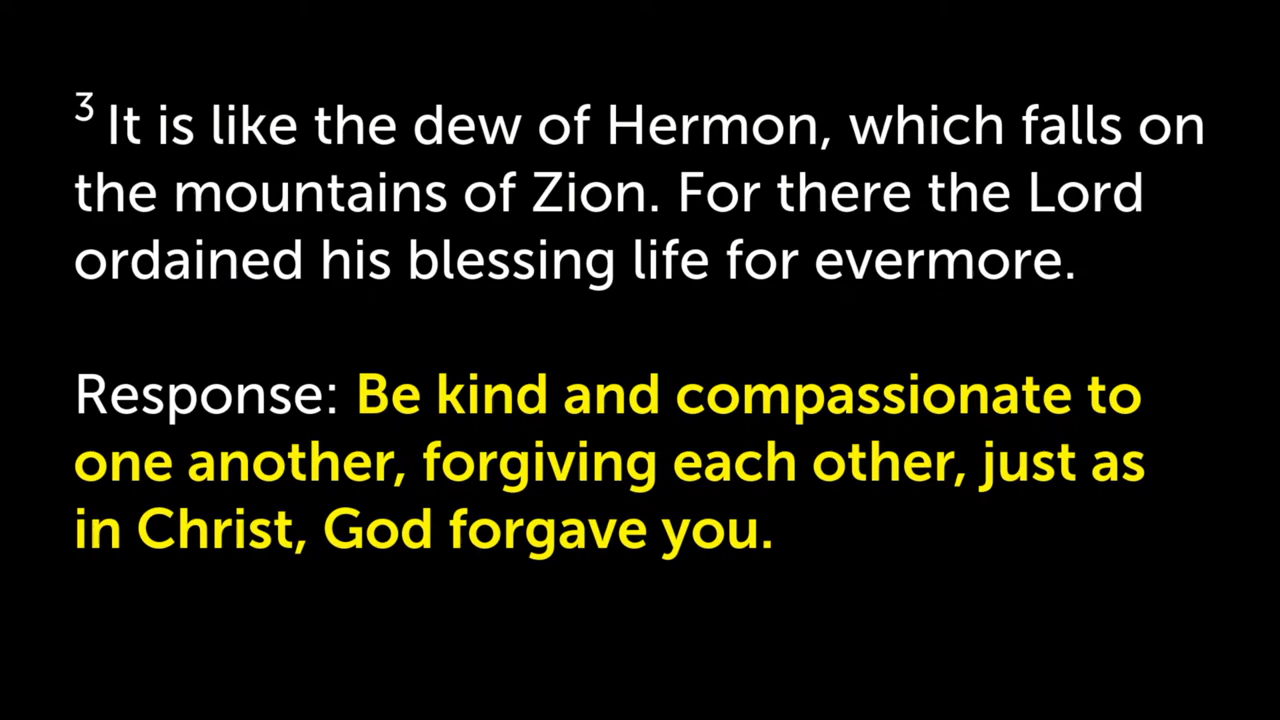 3 It is like the dew of Hermon, which falls on
the mountains of Zion. For there the Lord
ordained his blessing life for evermore.
Response: Be kind and compassionate to
one another, forgiving each other, just as
in Christ, God forgave you.